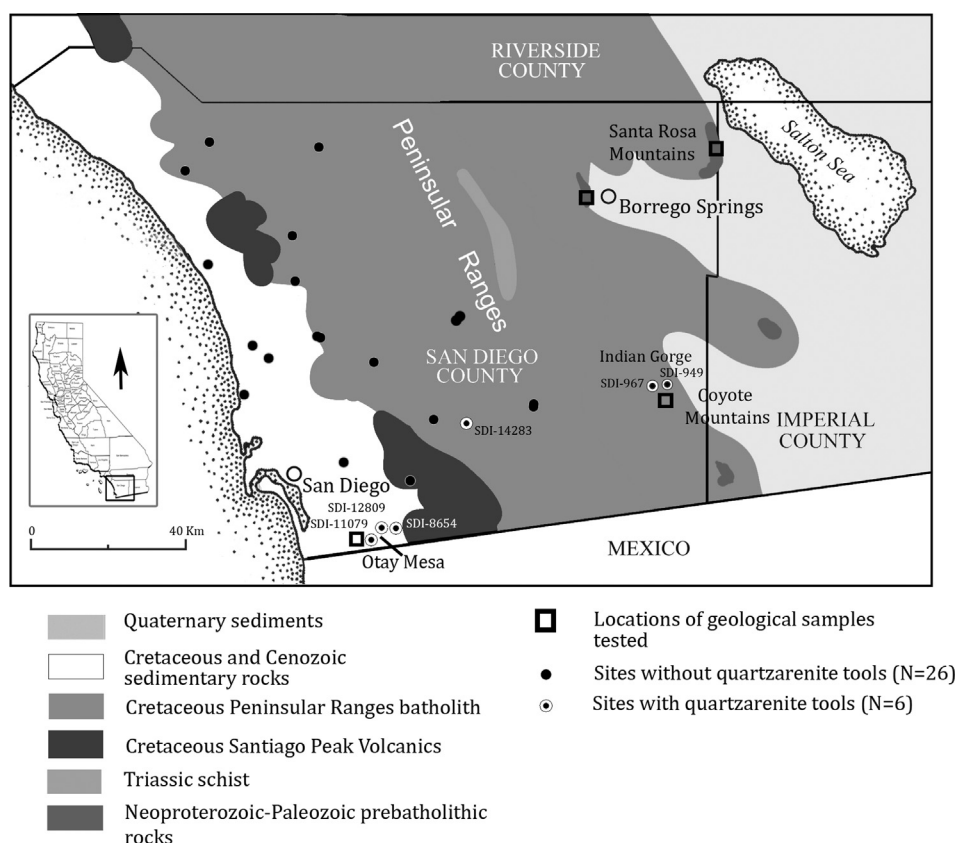 RIVERSIDE
COUNTY
Peninsular
Ranges
Santa Rosa
Mountains
Salton Sea
Borrego Springs
SAN DIEGO
COUNTY
Indian Gorge
SDI-949
SDI-967
Coyote
Mountains
IMPERIAL
COUNTY
SDI-14283
San Diego
SDI-12809
SDI-11079
SDI-8654
Otay Mesa
MEXICO
0 40 Km
Quaternary sediments
Cretaceous and Cenozoic
sedimentary rocks
Cretaceous Peninsular Ranges batholith
Cretaceous Santiago Peak Volcanics
Triassic schist
Neoproterozoic-Paleozoic prebatholithic
rocks
Locations of geological samples
tested
Sites without quartzarenite tools (N=26)
Sites with quartzarenite tools (N=6)